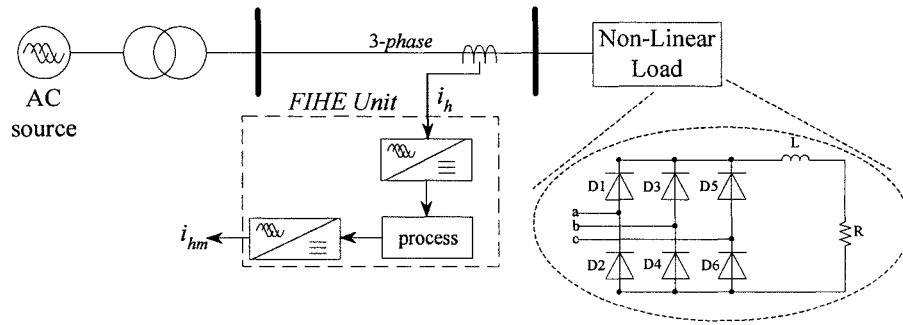 3-phase
Non-Linear
Load
AC
source
FIHE Unit
i_h
process
i_hm
L
D1
D3
D5
a
b
c
R
D2
D4
D6